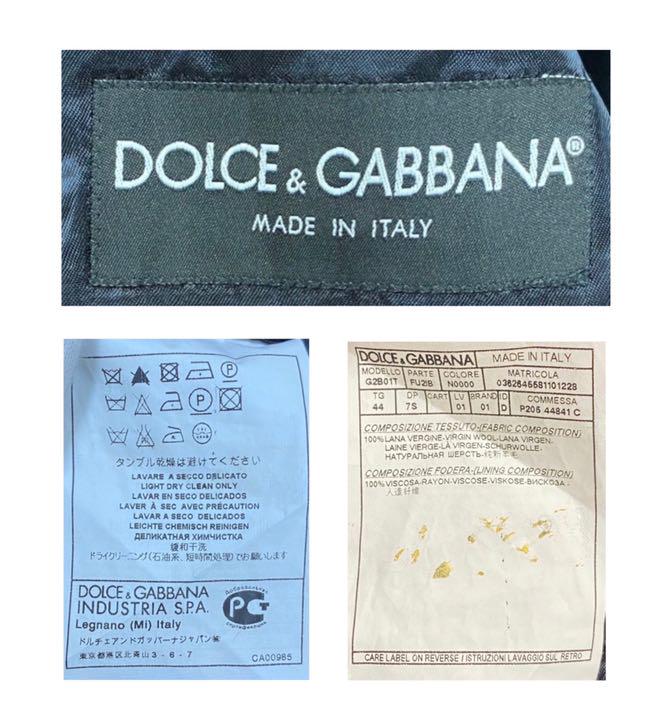 DOLCE & GABBANA®
MADE IN ITALY
P
タンブル乾燥は避けてください
LAVARE A SECCO DELICATO
LIGHT DRY CLEAN ONLY
LAVAR EN SECO DELICADOS
LAVER À SEC AVEC PRÉCAUTION
LAVAR A SECO DELICADOS
LEICHTE CHEMISCH REINIGEN
ДЕЛИКАТНАЯ ХИМЧИСТКА
緩和干洗
ドライクリーニング(石油系、短時間処理)でお願いします
DOLCE & GABBANA
INDUSTRIA S.P.A.
Legnano (Mi) Italy
Добровольная
сертификация
ドルチェアンドガッバーナジャパン㈱
東京都港区北青山3-6-7
CA00985
DOLCE & GABBANA MADE IN ITALY
MODELLO PARTE COLORE MATRICOLA
G2B01T FU2IB N0000 0362645581101228
TG DP CART LV BRAND ID COMMESSA
44 7S 01 01 D P205 44841 C
COMPOSIZIONE TESSUTO-(FABRIC COMPOSITION)
100%LANA VERGINE-VIRGIN WOOL-LANA VIRGEN-
LAINE VIERGE-LÀ VIRGEN-SCHURWOLLE-
НАТУРАЛЬНАЯ ШЕРСТЬ-纯新羊毛
COMPOSIZIONE FODERA-(LINING COMPOSITION)
100%VISCOSA-RAYON-VISCOSE-VISKOSE-ВИСКОЗА-
人造纤维
CARE LABEL ON REVERSE / ISTRUZIONI LAVAGGIO SUL RETRO